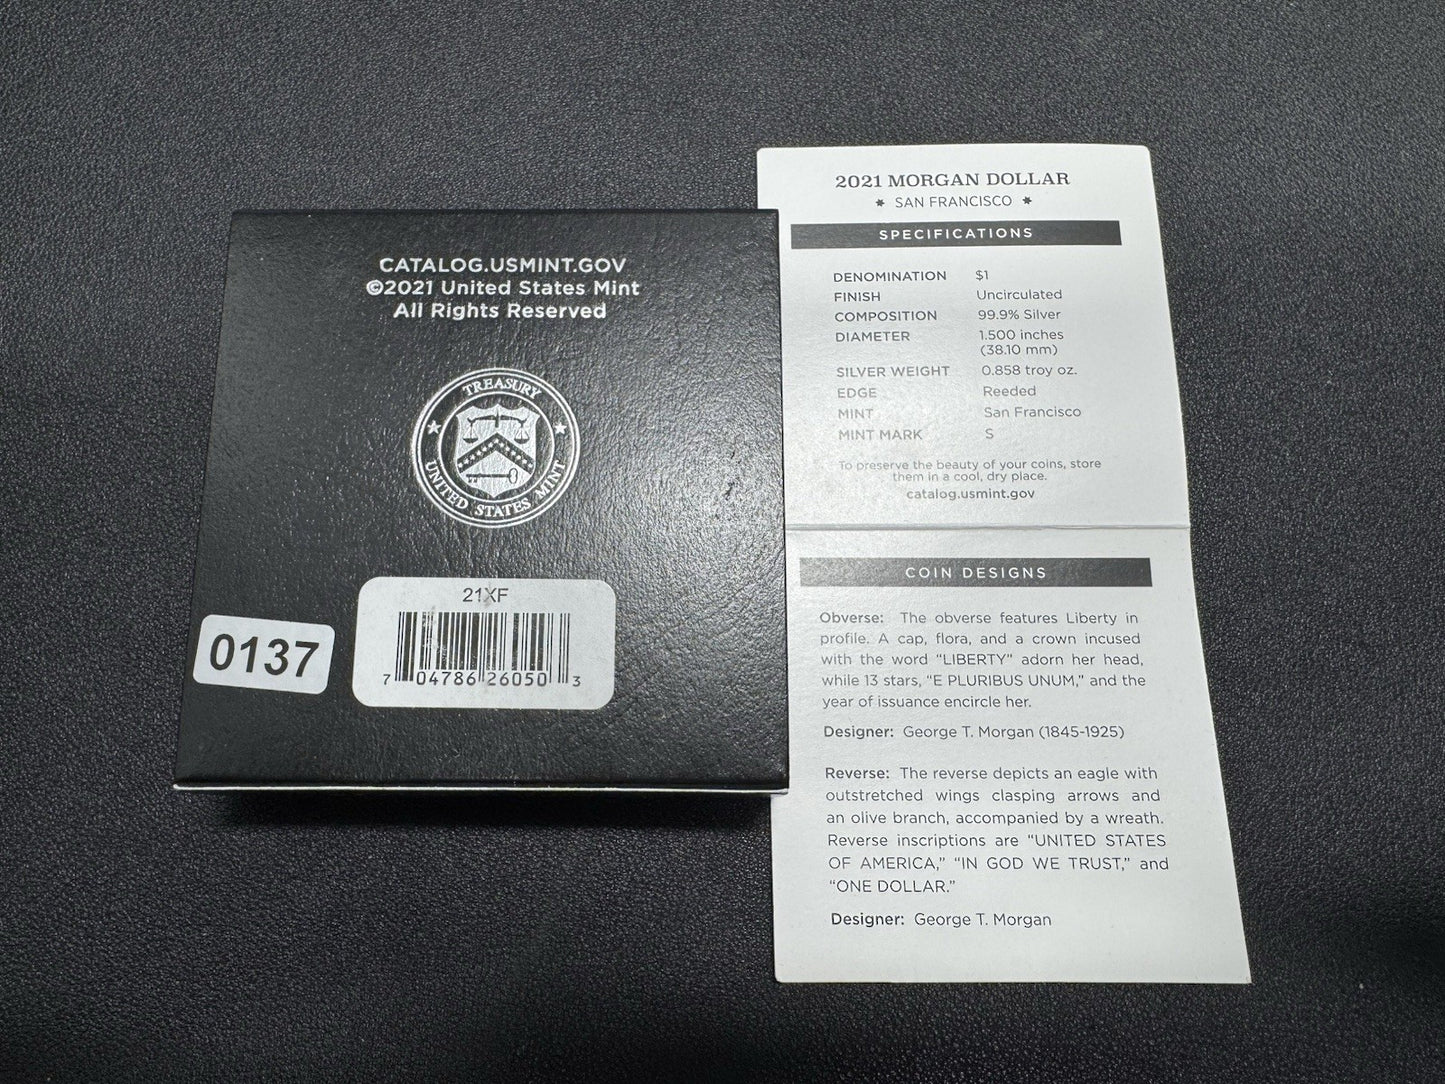 CATALOG.USMINT.GOV
©2021 United States Mint
All Rights Reserved
TREASURY
UNITED STATES MINT
21XF
7 04786 26050 3
0137
2021 MORGAN DOLLAR
SAN FRANCISCO
SPECIFICATIONS
DENOMINATION $1
FINISH Uncirculated
COMPOSITION 99.9% Silver
DIAMETER 1.500 inches
(38.10 mm)
SILVER WEIGHT 0.858 troy oz.
EDGE Reeded
MINT San Francisco
MINT MARK S
To preserve the beauty of your coins, store
them in a cool, dry place.
catalog.usmint.gov
COIN DESIGNS
Obverse: The obverse features Liberty in
profile. A cap, flora, and a crown incused
with the word “LIBERTY” adorn her head,
while 13 stars, “E PLURIBUS UNUM,” and the
year of issuance encircle her.
Designer: George T. Morgan (1845-1925)
Reverse: The reverse depicts an eagle with
outstretched wings clasping arrows and
an olive branch, accompanied by a wreath.
Reverse inscriptions are “UNITED STATES
OF AMERICA,” “IN GOD WE TRUST,” and
“ONE DOLLAR.”
Designer: George T. Morgan